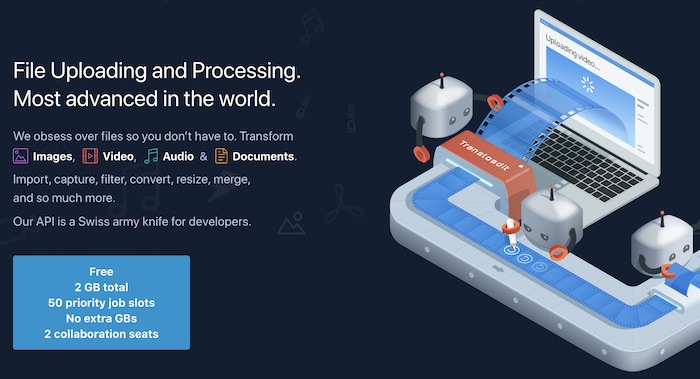 File Uploading and Processing.
Most advanced in the world.
We obsess over files so you don’t have to. Transform
Images, Video, Audio & Documents.
Import, capture, filter, convert, resize, merge,
and so much more.
Our API is a Swiss army knife for developers.
Free
2 GB total
50 priority job slots
No extra GBs
2 collaboration seats
Uploading video...
Transloadit